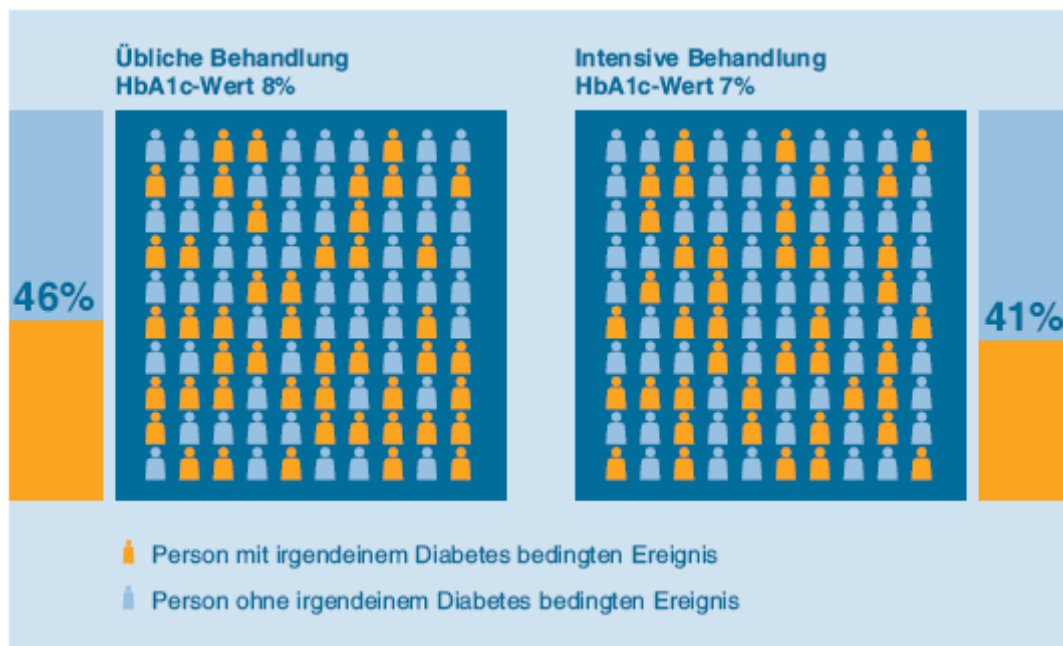 Übliche Behandlung
HbA1c-Wert 8%
Intensive Behandlung
HbA1c-Wert 7%
46%
41%
Person mit irgendeinem Diabetes bedingten Ereignis
Person ohne irgendeinem Diabetes bedingten Ereignis